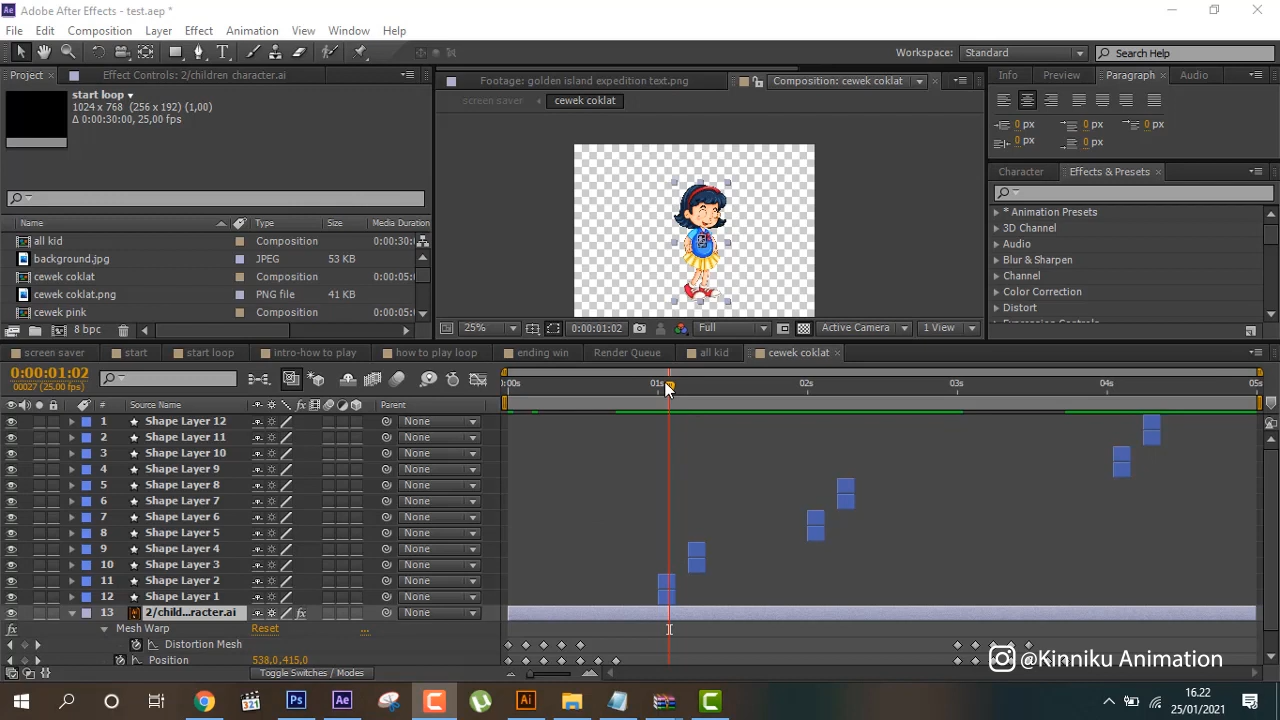 Adobe After Effects - test.aep *
File Edit Composition Layer Effect Animation View Window Help
Workspace: Standard Search Help
Project Effect Controls: 2/children character.ai
start loop
1024 x 768 (256 x 192) (1,00)
Δ 0:00:30:00, 25,00 fps
Name Type Size Media Duration
all kid Composition 0:00:30:
background.jpg JPEG 53 KB
cewek coklat Composition 0:00:05:
cewek coklat.png PNG file 41 KB
cewek pink Composition 0:00:05:
8 bpc
Footage: golden island expedition text.png Composition: cewek coklat
screen saver cewek coklat
25% 0:00:01:02 Full Active Camera 1 View
Info Preview Paragraph Audio
0 px 0 px 0 px
0 px 0 px
Character Effects & Presets
* Animation Presets
3D Channel
Audio
Blur & Sharpen
Channel
Color Correction
Distort
Expression Controls
screen saver start start loop intro-how to play how to play loop ending win Render Queue all kid cewek coklat
0:00:01:02
00027 (25.00 fps)
0:00s 01s 02s 03s 04s 05s
# Source Name Parent
1 Shape Layer 12 None
2 Shape Layer 11 None
3 Shape Layer 10 None
4 Shape Layer 9 None
5 Shape Layer 8 None
6 Shape Layer 7 None
7 Shape Layer 6 None
8 Shape Layer 5 None
9 Shape Layer 4 None
10 Shape Layer 3 None
11 Shape Layer 2 None
12 Shape Layer 1 None
13 2/child...racter.ai None
Mesh Warp Reset ...
Distortion Mesh
Position 538,0,415,0
Toggle Switches / Modes
@Kinniku Animation
16.22
25/01/2021